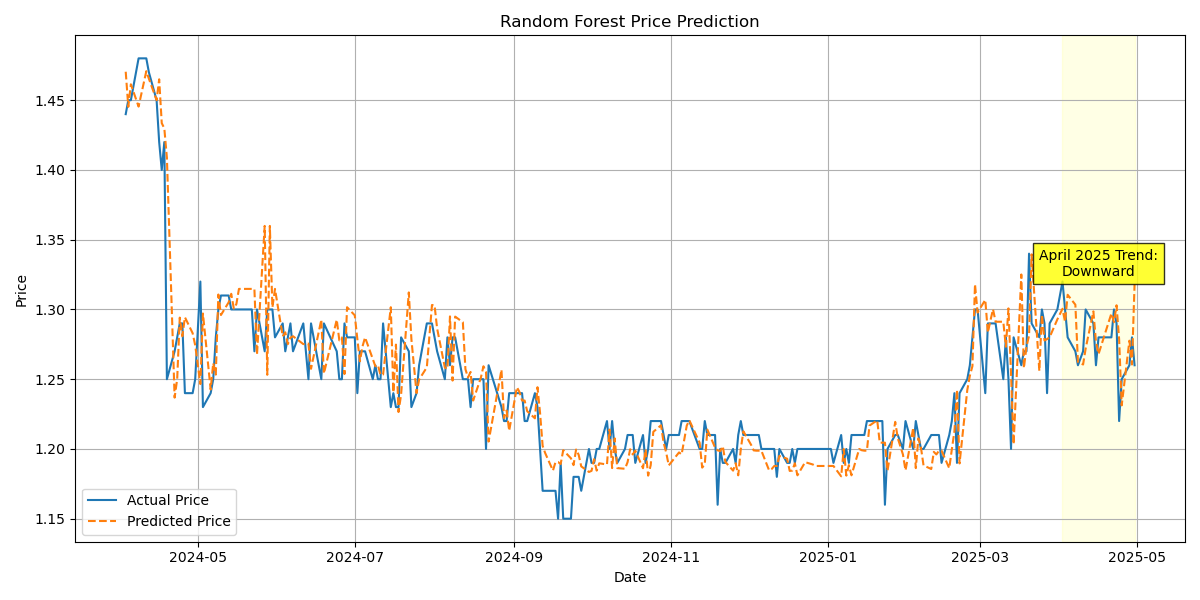 Random Forest Price Prediction
Price
1.45
1.40
1.35
1.30
1.25
1.20
1.15
April 2025 Trend:
Downward
Actual Price
Predicted Price
2024-05
2024-07
2024-09
2024-11
2025-01
2025-03
2025-05
Date